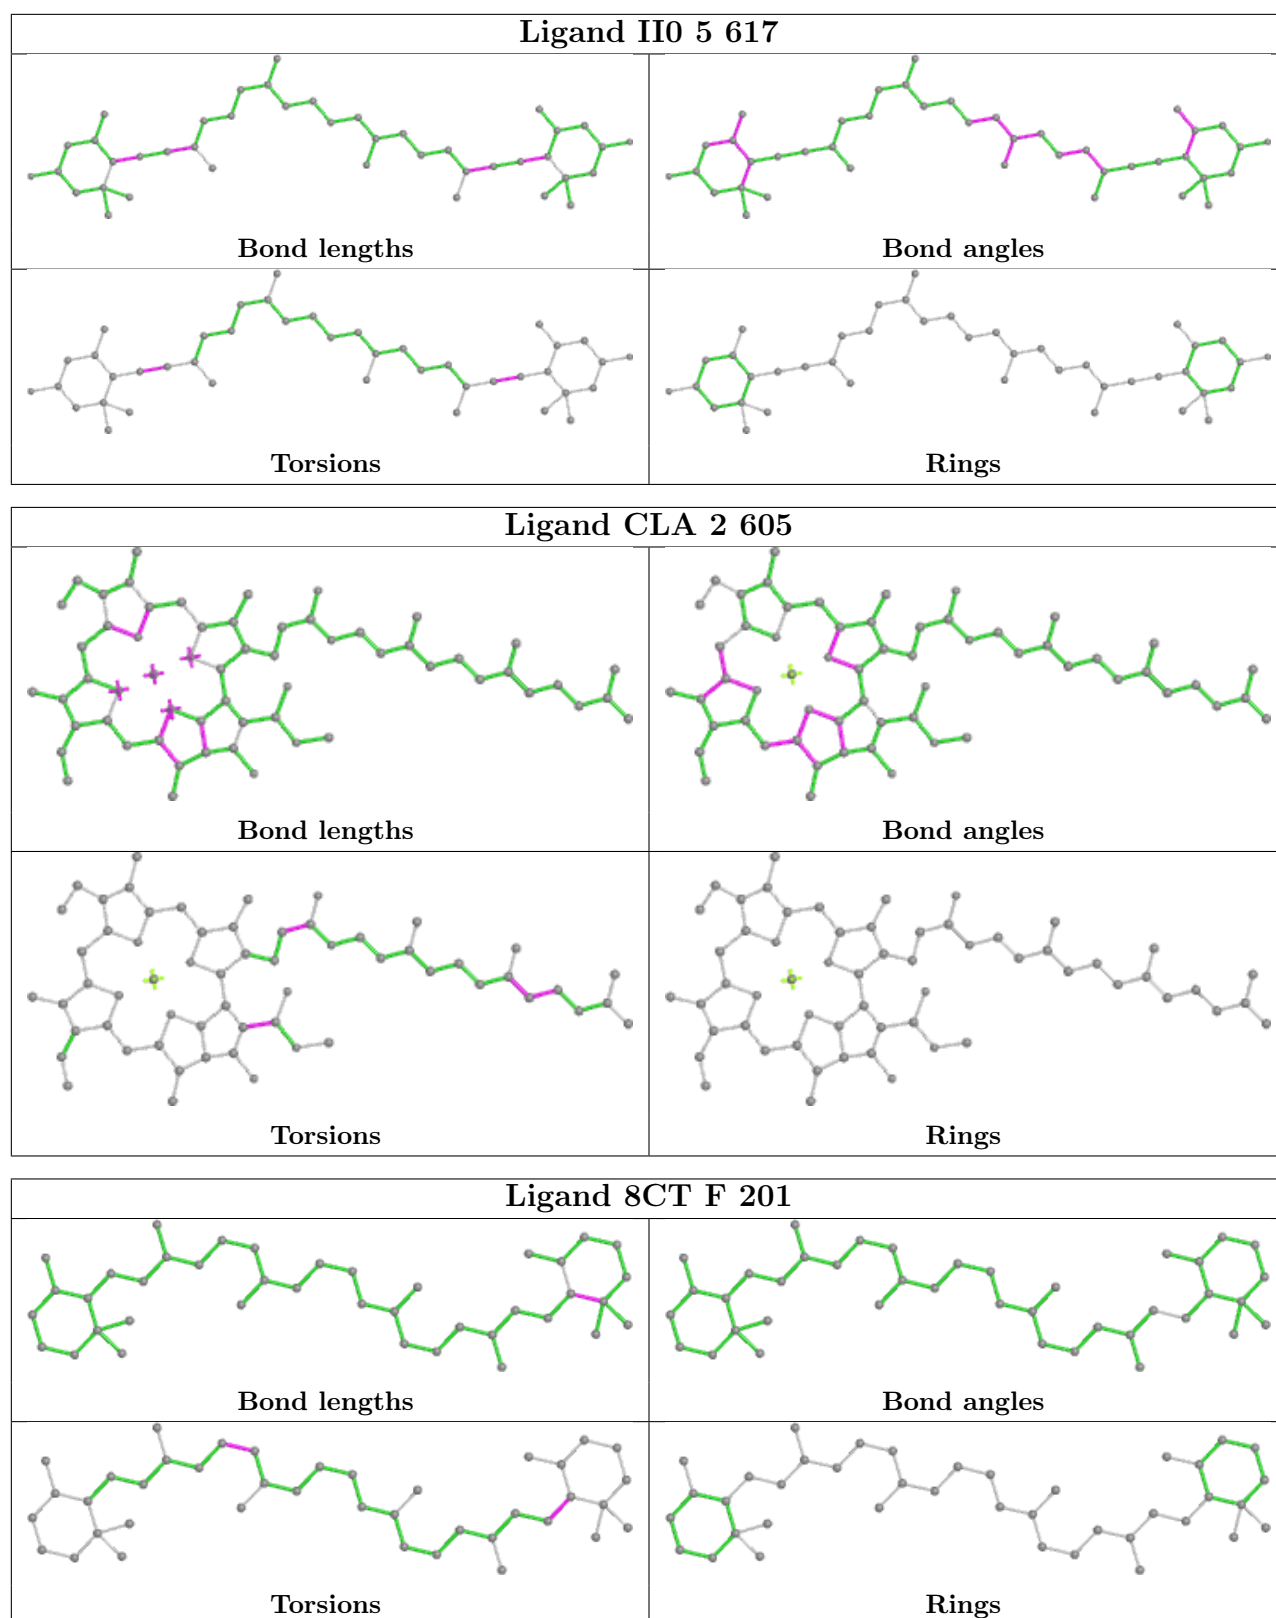 Ligand II0 5 617
Bond lengths
Bond angles
Torsions
Rings
Ligand CLA 2 605
Bond lengths
Bond angles
Torsions
Rings
Ligand 8CT F 201
Bond lengths
Bond angles
Torsions
Rings